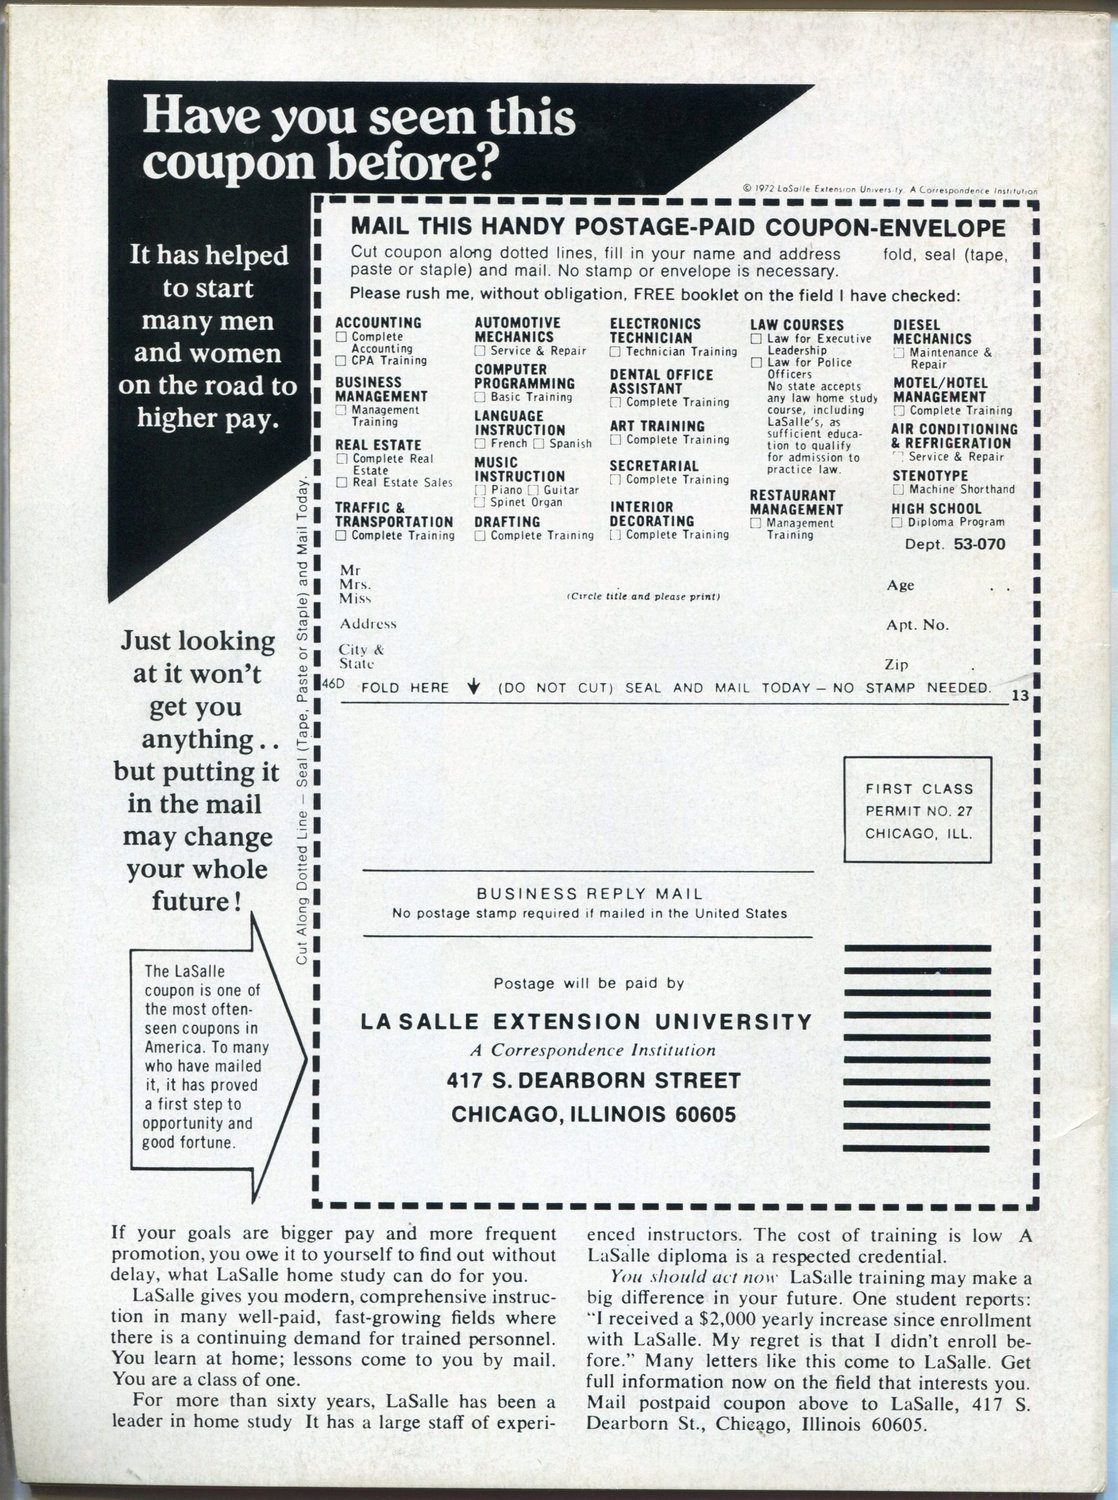 Have you seen this
coupon before?
It has helped
to start
many men
and women
on the road to
higher pay.
Just looking
at it won't
get you
anything..
but putting it
in the mail
may change
your whole
future!
The LaSalle
coupon is one of
the most often-
seen coupons in
America. To many
who have mailed
it, it has proved
a first step to
opportunity and
good fortune.
Cut Along Dotted Line — Seal (Tape, Paste or Staple) and Mail Today.
© 1972 LaSalle Extension University. A Correspondence Institution
MAIL THIS HANDY POSTAGE-PAID COUPON-ENVELOPE
Cut coupon along dotted lines, fill in your name and address fold, seal (tape,
paste or staple) and mail. No stamp or envelope is necessary.
Please rush me, without obligation, FREE booklet on the field I have checked:
ACCOUNTING
☐ Complete
Accounting
☐ CPA Training
BUSINESS
MANAGEMENT
☐ Management
Training
REAL ESTATE
☐ Complete Real
Estate
☐ Real Estate Sales
TRAFFIC &
TRANSPORTATION
☐ Complete Training
AUTOMOTIVE
MECHANICS
☐ Service & Repair
COMPUTER
PROGRAMMING
☐ Basic Training
LANGUAGE
INSTRUCTION
☐ French ☐ Spanish
MUSIC
INSTRUCTION
☐ Piano ☐ Guitar
☐ Spinet Organ
DRAFTING
☐ Complete Training
ELECTRONICS
TECHNICIAN
☐ Technician Training
DENTAL OFFICE
ASSISTANT
☐ Complete Training
ART TRAINING
☐ Complete Training
SECRETARIAL
☐ Complete Training
INTERIOR
DECORATING
☐ Complete Training
LAW COURSES
☐ Law for Executive
Leadership
☐ Law for Police
Officers
No state accepts
any law home study
course, including
LaSalle's, as
sufficient educa-
tion to qualify
for admission to
practice law.
RESTAURANT
MANAGEMENT
☐ Management
Training
DIESEL
MECHANICS
☐ Maintenance &
Repair
MOTEL/HOTEL
MANAGEMENT
☐ Complete Training
AIR CONDITIONING
& REFRIGERATION
☐ Service & Repair
STENOTYPE
☐ Machine Shorthand
HIGH SCHOOL
☐ Diploma Program
Dept. 53-070
Mr
Mrs.
Miss
(Circle title and please print)
Age
Address
Apt. No.
City &
State
Zip
46D FOLD HERE ↓ (DO NOT CUT) SEAL AND MAIL TODAY — NO STAMP NEEDED. 13
FIRST CLASS
PERMIT NO. 27
CHICAGO, ILL.
BUSINESS REPLY MAIL
No postage stamp required if mailed in the United States
Postage will be paid by
LA SALLE EXTENSION UNIVERSITY
A Correspondence Institution
417 S. DEARBORN STREET
CHICAGO, ILLINOIS 60605
If your goals are bigger pay and more frequent
promotion, you owe it to yourself to find out without
delay, what LaSalle home study can do for you.
LaSalle gives you modern, comprehensive instruc-
tion in many well-paid, fast-growing fields where
there is a continuing demand for trained personnel.
You learn at home; lessons come to you by mail.
You are a class of one.
For more than sixty years, LaSalle has been a
leader in home study It has a large staff of experi-
enced instructors. The cost of training is low A
LaSalle diploma is a respected credential.
You should act now LaSalle training may make a
big difference in your future. One student reports:
"I received a $2,000 yearly increase since enrollment
with LaSalle. My regret is that I didn't enroll be-
fore." Many letters like this come to LaSalle. Get
full information now on the field that interests you.
Mail postpaid coupon above to LaSalle, 417 S.
Dearborn St., Chicago, Illinois 60605.